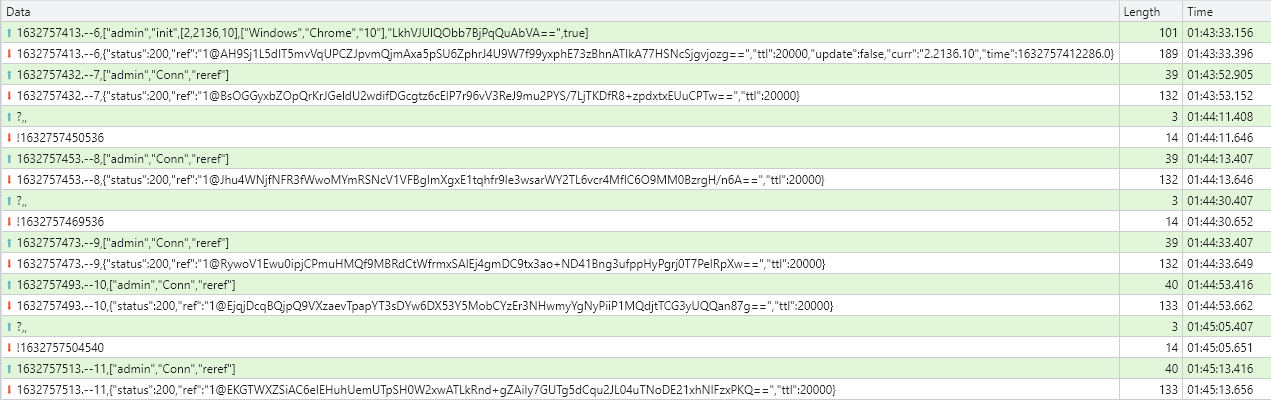 Data Length Time
1632757413.--6,["admin","init",[2,2136,10],["Windows","Chrome","10"],"LkhVJUIQObb7BjPqQuAbVA==",true] 101 01:43:33.156
1632757413.--6,{"status":200,"ref":"1@AH9Sj1L5dIT5mvVqUPCZJpvmQjmAxa5pSU6ZphrJ4U9W7f99yxphE73zBhnATIkA77HSNcSjgvjozg==","ttl":20000,"update":false,"curr":"2.2136.10","time":1632757412286.0} 189 01:43:33.396
1632757432.--7,["admin","Conn","reref"] 39 01:43:52.905
1632757432.--7,{"status":200,"ref":"1@BsOGGyxbZOpQrKrJGeIdU2wdifDGcgtz6cEIP7r96vV3ReJ9mu2PYS/7LjTKDfR8+zpdxtxEUuCPTw==","ttl":20000} 132 01:43:53.152
?,, 3 01:44:11.408
!1632757450536 14 01:44:11.646
1632757453.--8,["admin","Conn","reref"] 39 01:44:13.407
1632757453.--8,{"status":200,"ref":"1@Jhu4WNjfNFR3fWwoMYmRSNcV1VFBgImXgxE1tqhfr9Ie3wsarWY2TL6vcr4MfIC6O9MM0BzrgH/n6A==","ttl":20000} 132 01:44:13.646
?,, 3 01:44:30.407
!1632757469536 14 01:44:30.652
1632757473.--9,["admin","Conn","reref"] 39 01:44:33.407
1632757473.--9,{"status":200,"ref":"1@RywoV1Ewu0ipjCPmuHMQf9MBRdCtWfrmxSAIEj4gmDC9tx3ao+ND41Bng3ufppHyPgrj0T7PelRpXw==","ttl":20000} 132 01:44:33.649
1632757493.--10,["admin","Conn","reref"] 40 01:44:53.416
1632757493.--10,{"status":200,"ref":"1@EjqjDcqBQjpQ9VXzaevTpapYT3sDYw6DX53Y5MobCYzEr3NHwmyYgNyPiiP1MQdjtTCG3yUQQan87g==","ttl":20000} 133 01:44:53.662
?,, 3 01:45:05.407
!1632757504540 14 01:45:05.651
1632757513.--11,["admin","Conn","reref"] 40 01:45:13.416
1632757513.--11,{"status":200,"ref":"1@EKGTWXZSiAC6eIEHuhUemUTpSH0W2xwATLkRnd+gZAily7GUTg5dCqu2JL04uTNoDE21xhNIFzxPKQ==","ttl":20000} 133 01:45:13.656